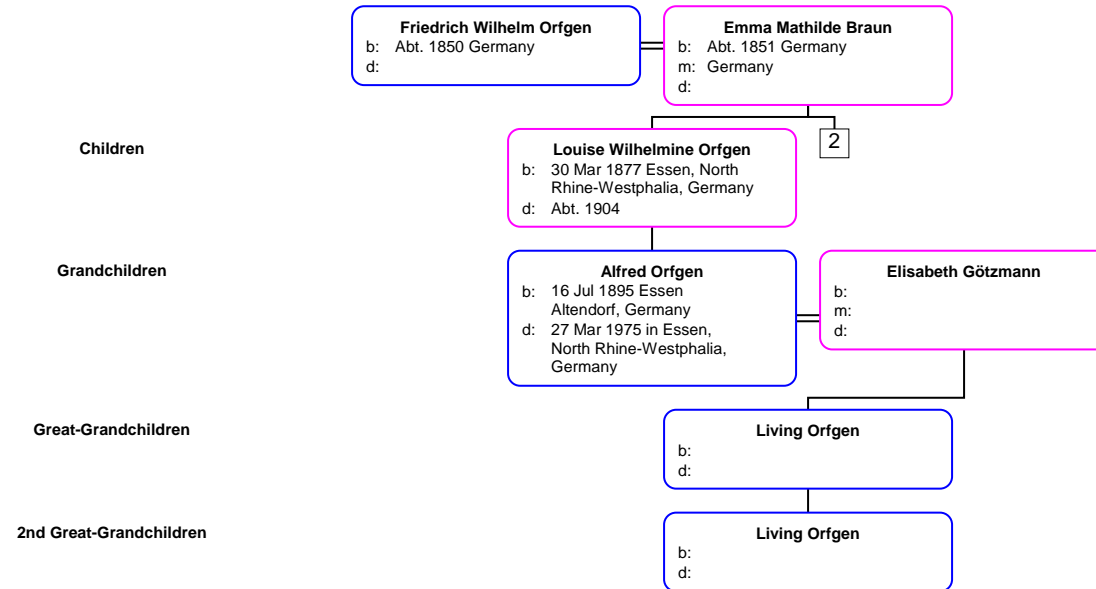 Friedrich Wilhelm Orfgen
b: Abt. 1850 Germany
d:
Emma Mathilde Braun
b: Abt. 1851 Germany
m: Germany
d:
Children
Louise Wilhelmine Orfgen
b: 30 Mar 1877 Essen, North
Rhine-Westphalia, Germany
d: Abt. 1904
2
Grandchildren
Alfred Orfgen
b: 16 Jul 1895 Essen
Altendorf, Germany
d: 27 Mar 1975 in Essen,
North Rhine-Westphalia,
Germany
Elisabeth Götzmann
b:
m:
d:
Great-Grandchildren
Living Orfgen
b:
d:
2nd Great-Grandchildren
Living Orfgen
b:
d: